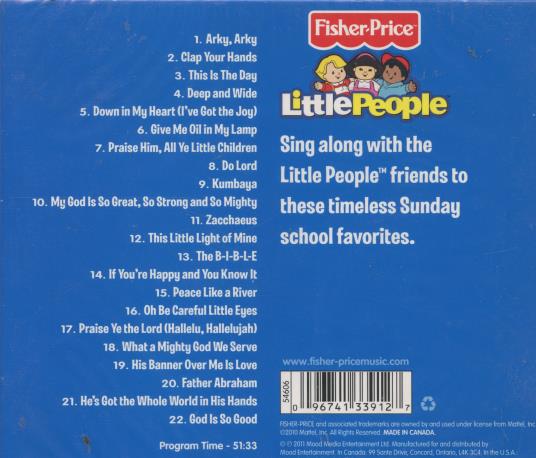 1. Arky, Arky
2. Clap Your Hands
3. This Is The Day
4. Deep and Wide
5. Down in My Heart (I've Got the Joy)
6. Give Me Oil in My Lamp
7. Praise Him, All Ye Little Children
8. Do Lord
9. Kumbaya
10. My God Is So Great, So Strong and So Mighty
11. Zacchaeus
12. This Little Light of Mine
13. The B-I-B-L-E
14. If You're Happy and You Know It
15. Peace Like a River
16. Oh Be Careful Little Eyes
17. Praise Ye the Lord (Hallelu, Hallelujah)
18. What a Mighty God We Serve
19. His Banner Over Me Is Love
20. Father Abraham
21. He's Got the Whole World in His Hands
22. God Is So Good
Program Time - 51:33
Fisher-Price
Little People
Sing along with the
Little People™ friends to
these timeless Sunday
school favorites.
www.fisher-pricemusic.com
54606
0 96741 33912 7
FISHER-PRICE and associated trademarks are owned by and used under license from Mattel, Inc.
©2010 Mattel, Inc. All Rights Reserved. MADE IN CANADA.
℗ © 2011 Mood Media Entertainment Ltd. Manufactured for and distributed by
Mood Entertainment. In Canada: 99 Sante Drive, Concord, Ontario, L4K 3C4. In the U.S.A.